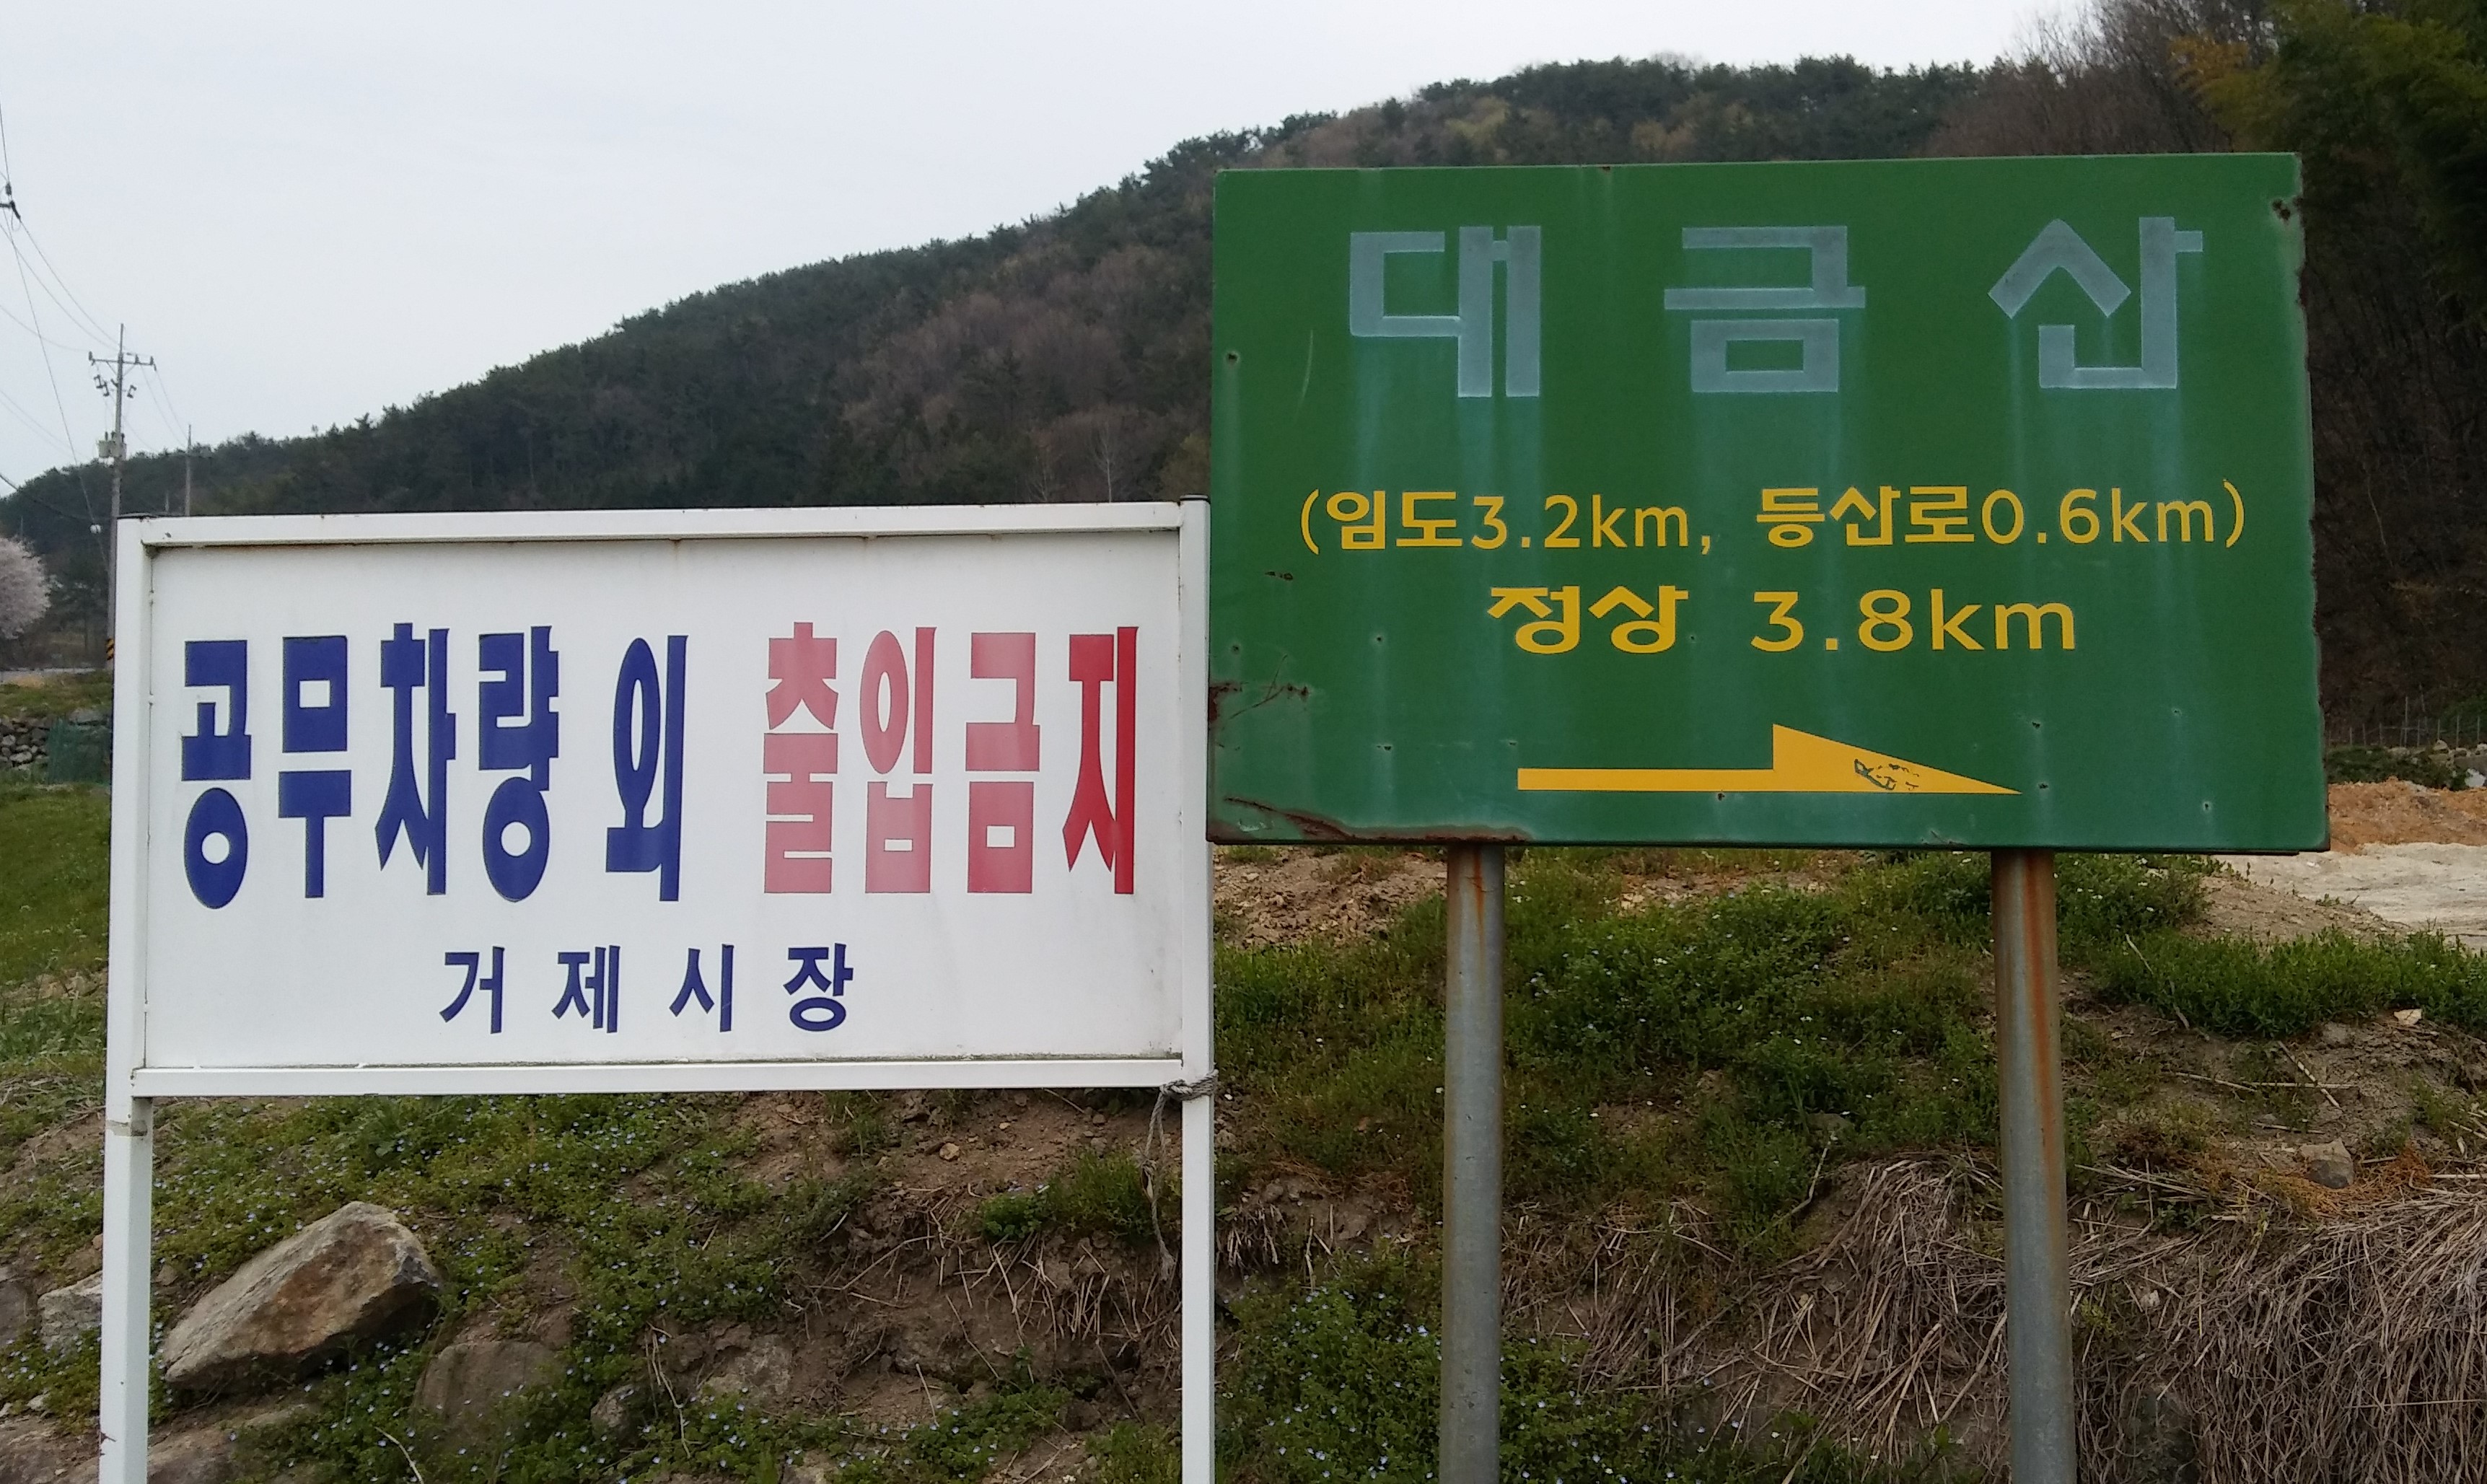 공무차량 외 출입금지
거제시장
대금산
(임도3.2km, 등산로0.6km)
정상 3.8km